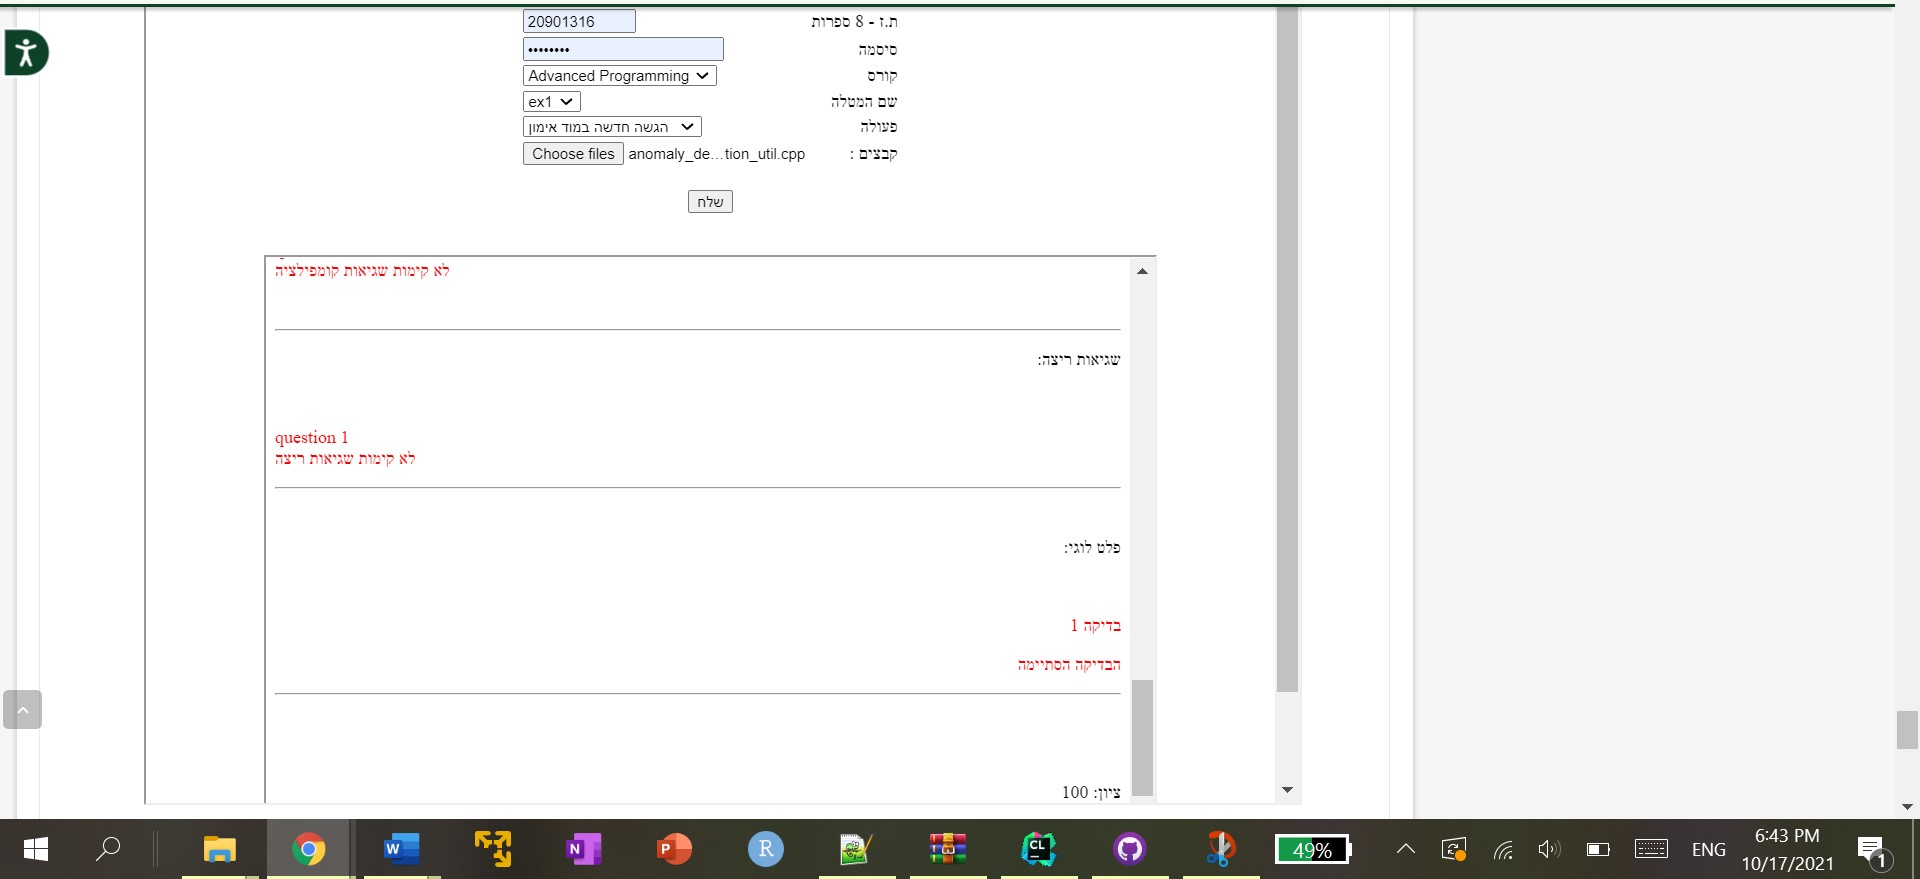 ת.ז - 8 ספרות 20901316
סיסמה ••••••••
קורס Advanced Programming
שם המטלה ex1
פעולה הגשה חדשה במוד אימון
קבצים : Choose files anomaly_de...tion_util.cpp
שלח
לא קימות שגיאות קומפילציה
שגיאות ריצה:
question 1
לא קימות שגיאות ריצה
פלט לוגי:
בדיקה 1
הבדיקה הסתיימה
ציון: 100
W
N
P
R
CL
49%
ENG
6:43 PM
10/17/2021
1